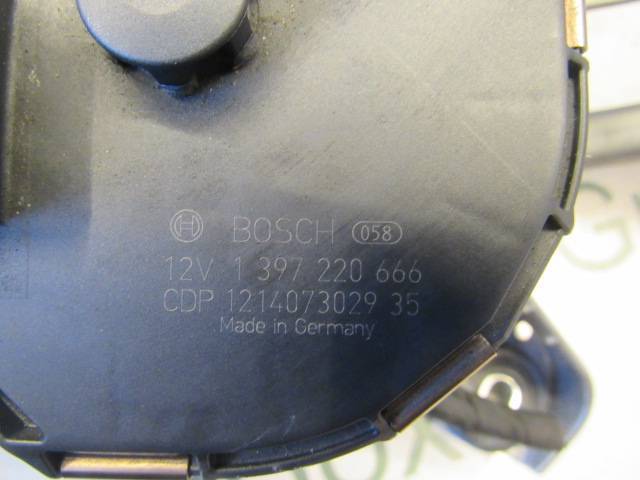 BOSCH 058
12V 1 397 220 666
CDP 1214073029 35
Made in Germany